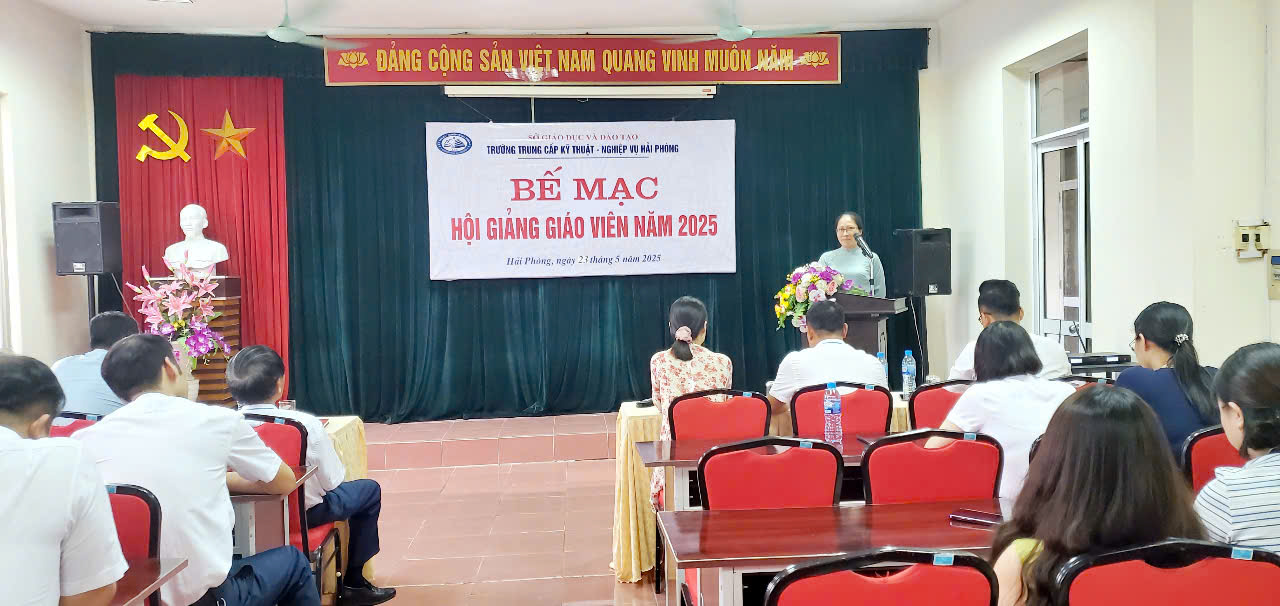 ĐẢNG CỘNG SẢN VIỆT NAM QUANG VINH MUÔN NĂM
SỞ GIÁO DỤC VÀ ĐÀO TẠO
TRƯỜNG TRUNG CẤP KỸ THUẬT - NGHIỆP VỤ HẢI PHÒNG
BẾ MẠC
HỘI GIẢNG GIÁO VIÊN NĂM 2025
Hải Phòng, ngày 23 tháng 5 năm 2025